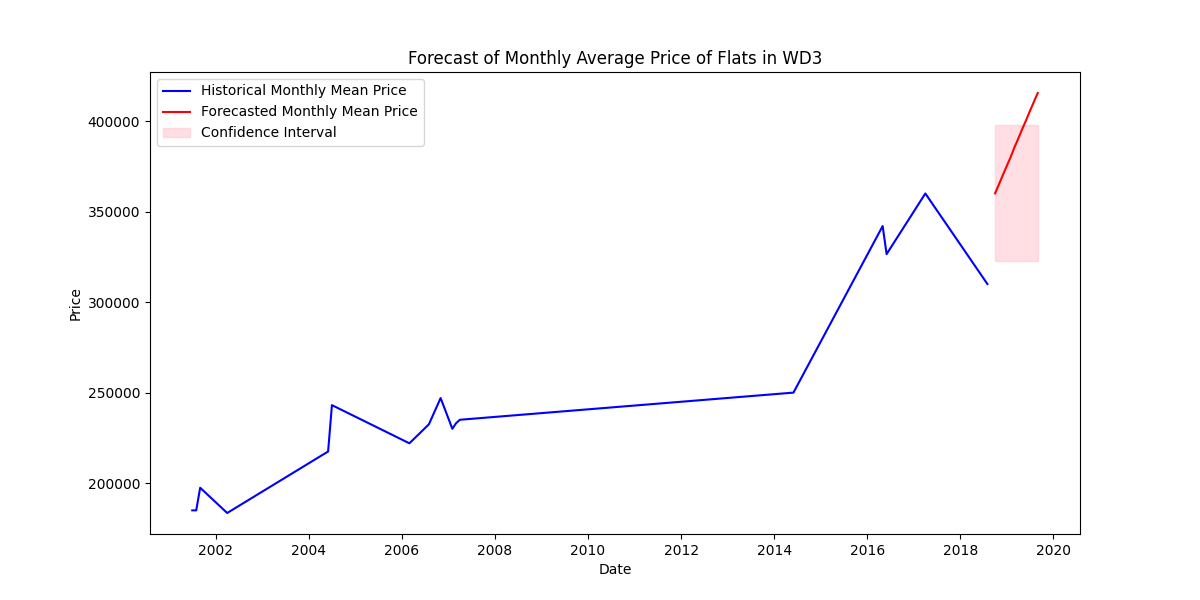 Forecast of Monthly Average Price of Flats in WD3
Historical Monthly Mean Price
Forecasted Monthly Mean Price
Confidence Interval
400000
350000
300000
250000
200000
Price
2002 2004 2006 2008 2010 2012 2014 2016 2018 2020
Date